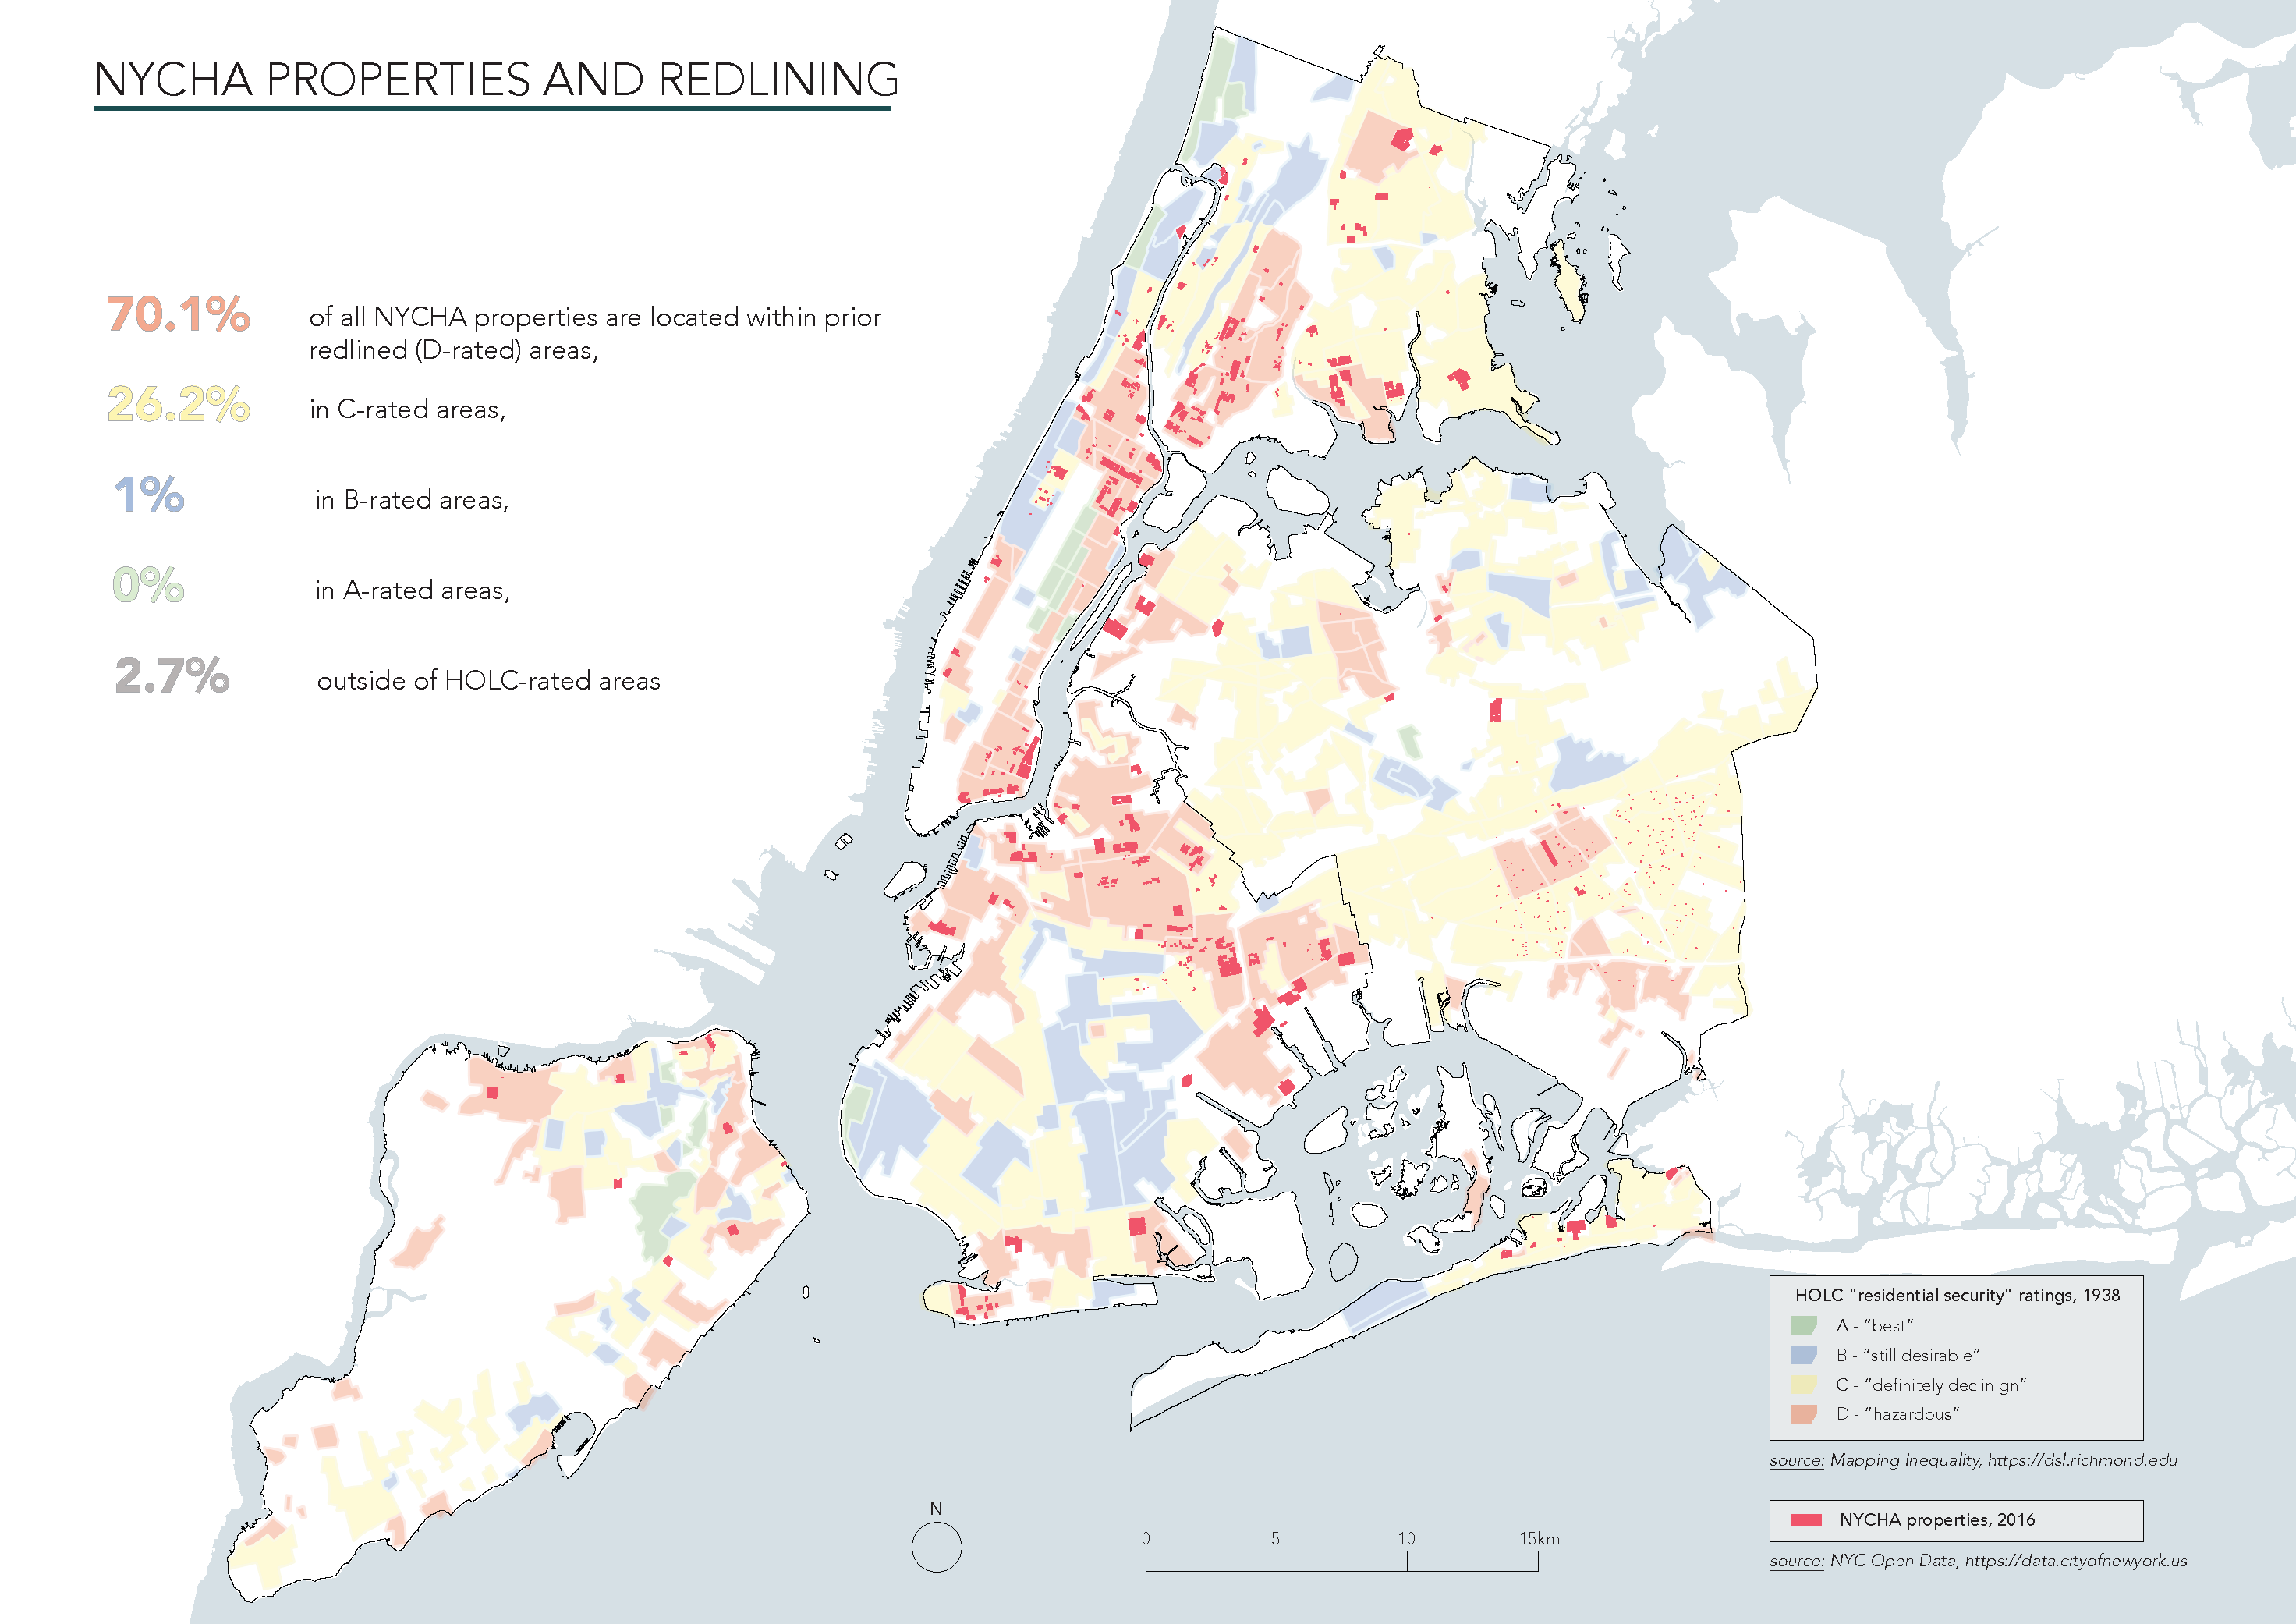 NYCHA PROPERTIES AND REDLINING
70.1% of all NYCHA properties are located within prior
redlined (D-rated) areas,
26.2% in C-rated areas,
1% in B-rated areas,
0% in A-rated areas,
2.7% outside of HOLC-rated areas
HOLC “residential security” ratings, 1938
A - “best”
B - “still desirable”
C - “definitely declinign”
D - “hazardous”
source: Mapping Inequality, https://dsl.richmond.edu
N
0 5 10 15km
NYCHA properties, 2016
source: NYC Open Data, https://data.cityofnewyork.us